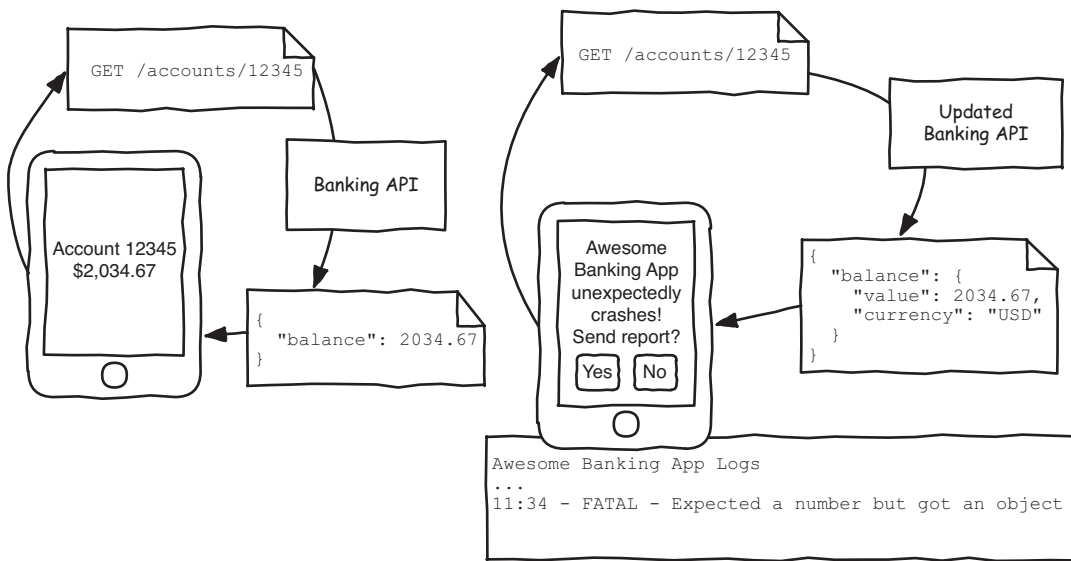 GET /accounts/12345
Banking API
Account 12345
$2,034.67
{
"balance": 2034.67
}
GET /accounts/12345
Updated
Banking API
{
"balance": {
"value": 2034.67,
"currency": "USD"
}
}
Awesome
Banking App
unexpectedly
crashes!
Send report?
Yes No
Awesome Banking App Logs
...
11:34 - FATAL - Expected a number but got an object